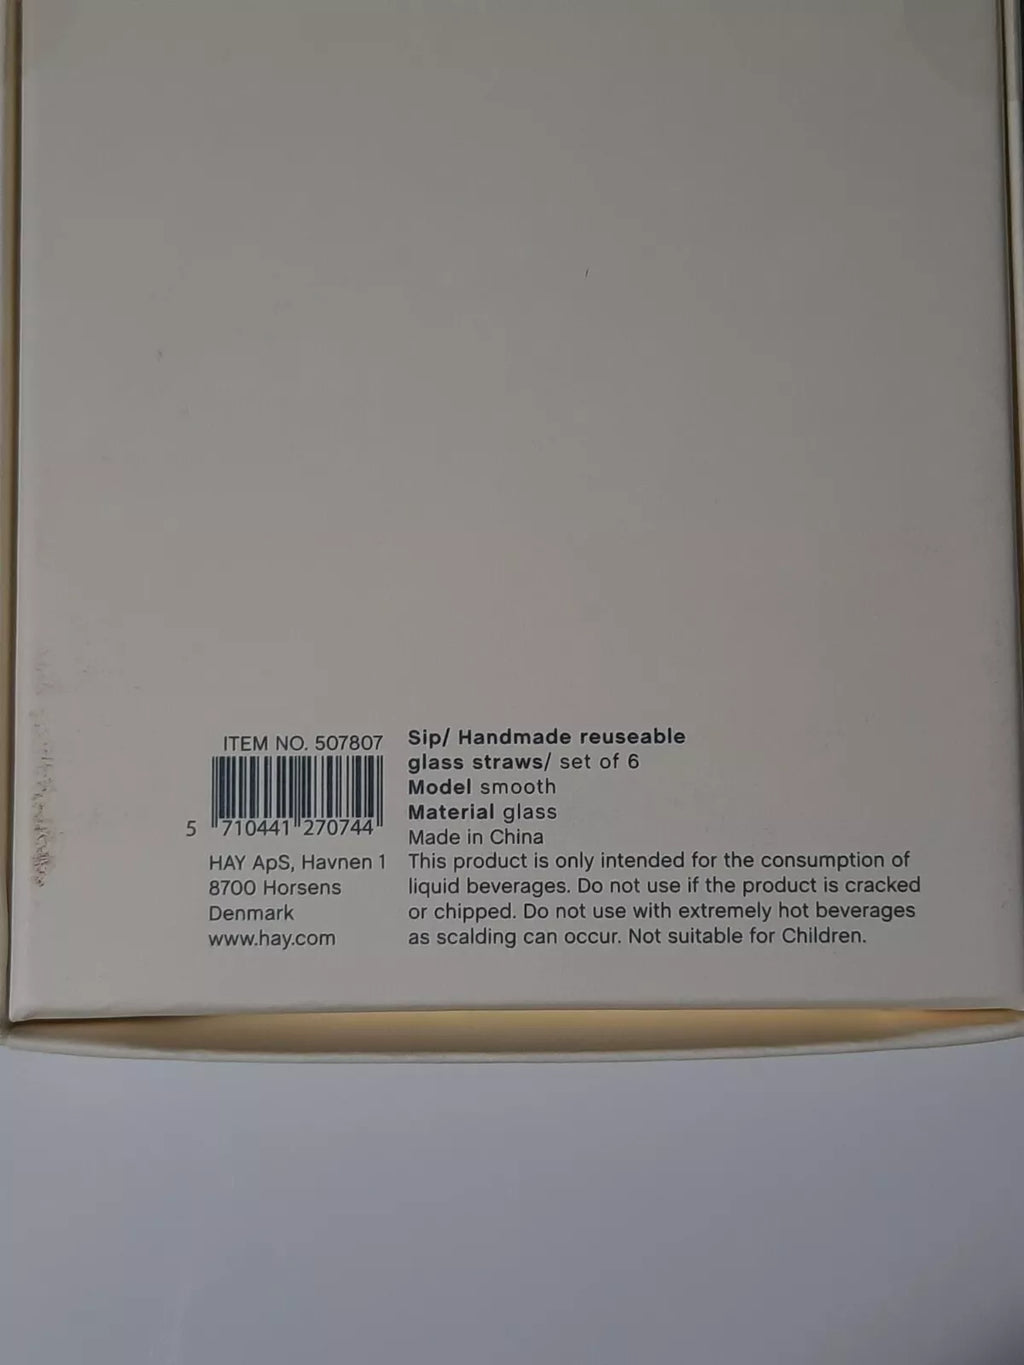 ITEM NO. 507807
5 710441 270744
HAY ApS, Havnen 1
8700 Horsens
Denmark
www.hay.com
Sip/ Handmade reuseable
glass straws/ set of 6
Model smooth
Material glass
Made in China
This product is only intended for the consumption of
liquid beverages. Do not use if the product is cracked
or chipped. Do not use with extremely hot beverages
as scalding can occur. Not suitable for Children.